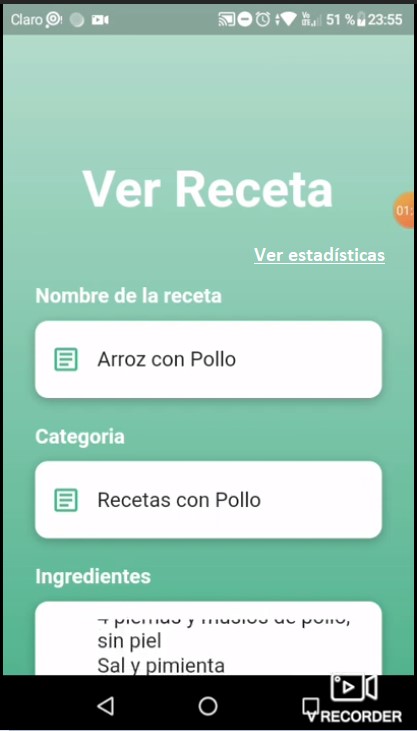 Claro
51 % 23:55
Ver Receta
01:
Ver estadísticas
Nombre de la receta
Arroz con Pollo
Categoria
Recetas con Pollo
Ingredientes
4 piernas y muslos de pollo,
sin piel
Sal y pimienta
RECORDER